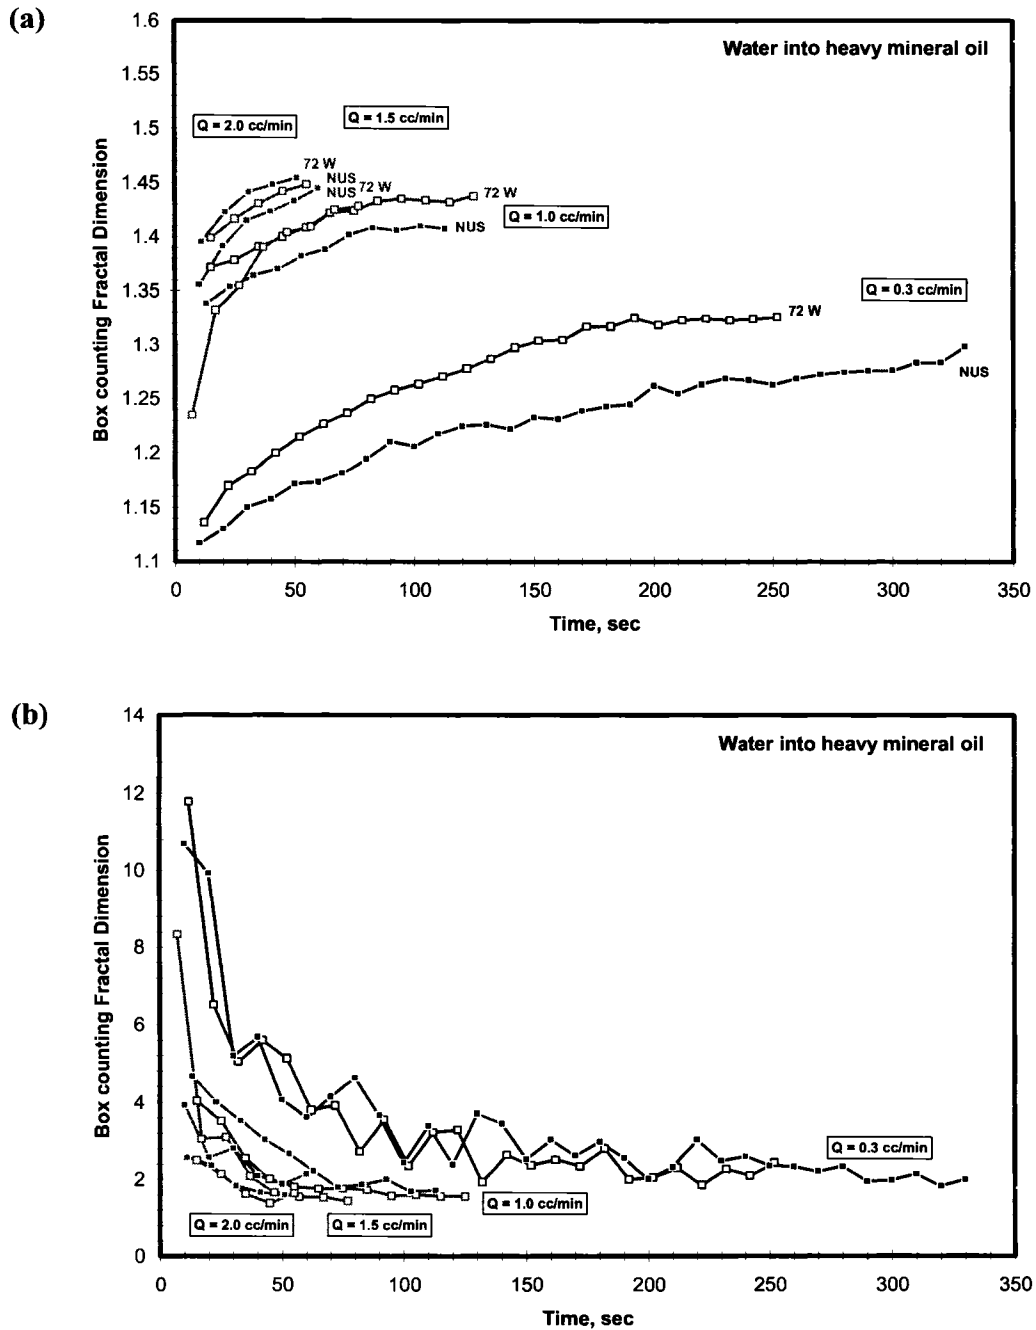 (a)
1.6
Water into heavy mineral oil
1.55
1.5
Q = 2.0 cc/min
Q = 1.5 cc/min
72 W
1.45
NUS
NUS
72 W
72 W
Q = 1.0 cc/min
1.4
NUS
1.35
Q = 0.3 cc/min
72 W
1.3
NUS
1.25
1.2
1.15
1.1
Box counting Fractal Dimension
0 50 100 150 200 250 300 350
Time, sec
(b)
14
Water into heavy mineral oil
12
10
8
6
4
Q = 0.3 cc/min
2
Q = 1.0 cc/min
Q = 2.0 cc/min
Q = 1.5 cc/min
0
Box counting Fractal Dimension
0 50 100 150 200 250 300 350
Time, sec